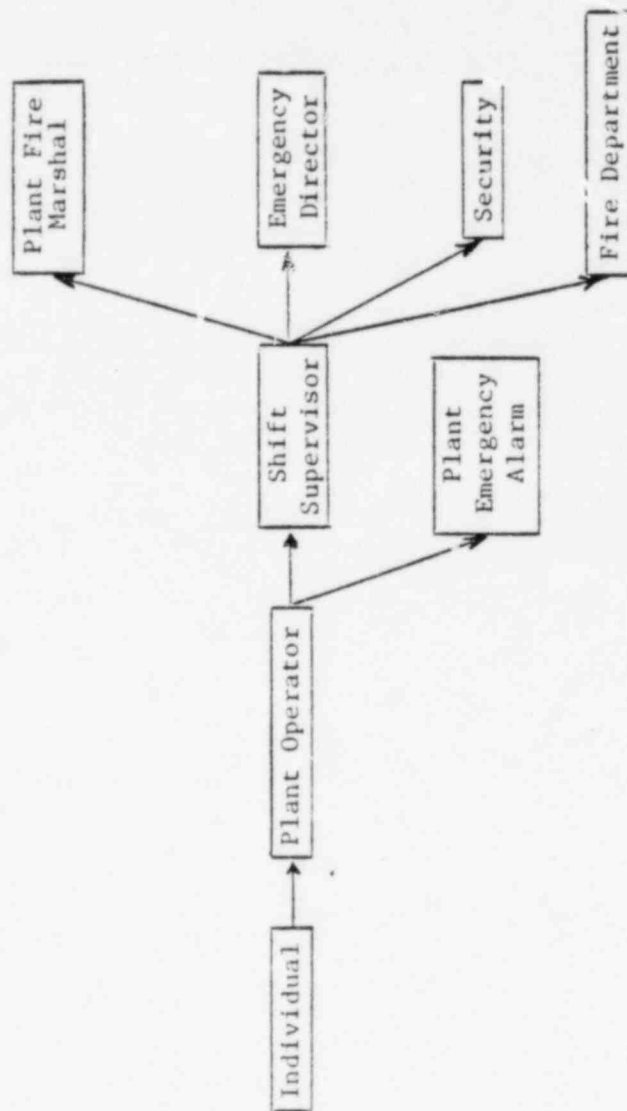 Individual
Plant Operator
Shift
Supervisor
Plant
Emergency
Alarm
Plant Fire
Marshal
Emergency
Director
Security
Fire Department